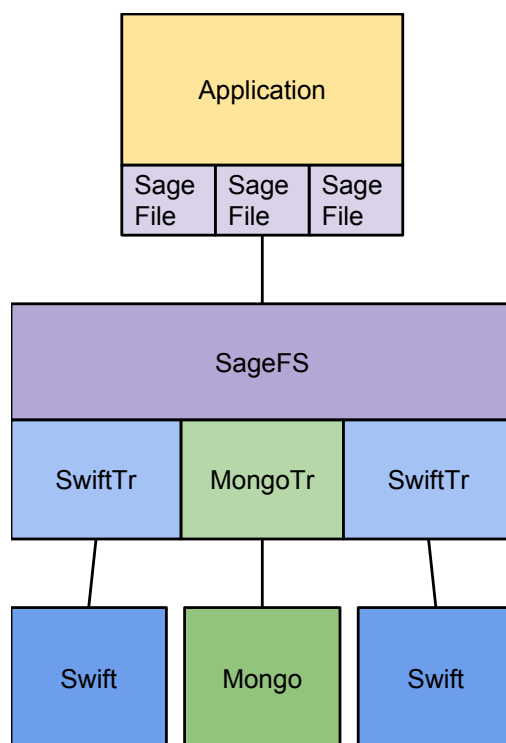 Application
Sage Sage Sage
File File File
SageFS
SwiftTr MongoTr SwiftTr
Swift Mongo Swift